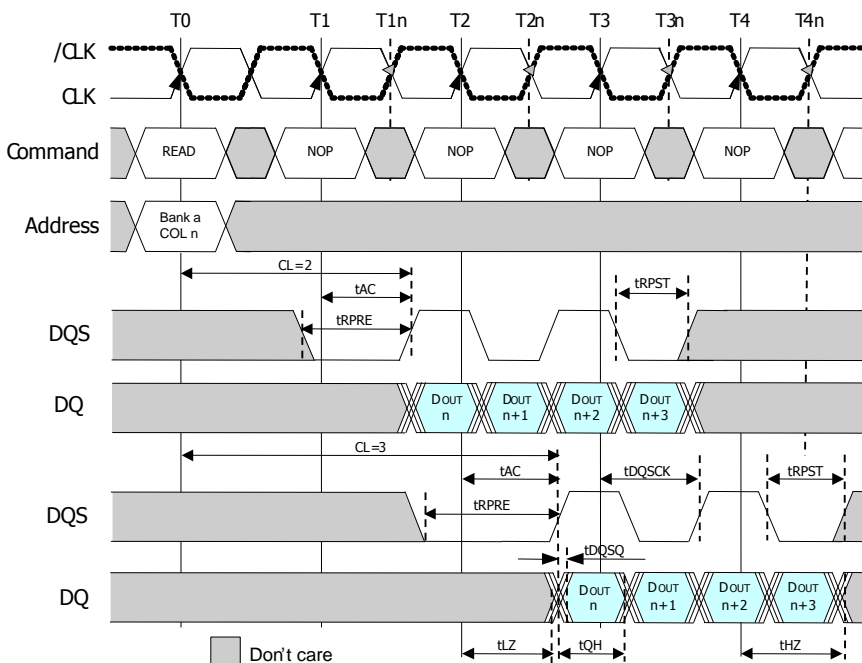 T0 T1 T1n T2 T2n T3 T3n T4 T4n
/CLK
CLK
Command
READ NOP NOP NOP NOP
Address
Bank a
COL n
CL=2
tAC
tRPST
tRPRE
DQS
DQ
DOUT
n
DOUT
n+1
DOUT
n+2
DOUT
n+3
CL=3
tAC
tDQSCK
tRPST
tRPRE
DQS
tDQSQ
DQ
DOUT
n
DOUT
n+1
DOUT
n+2
DOUT
n+3
tLZ tQH tHZ
Don't care